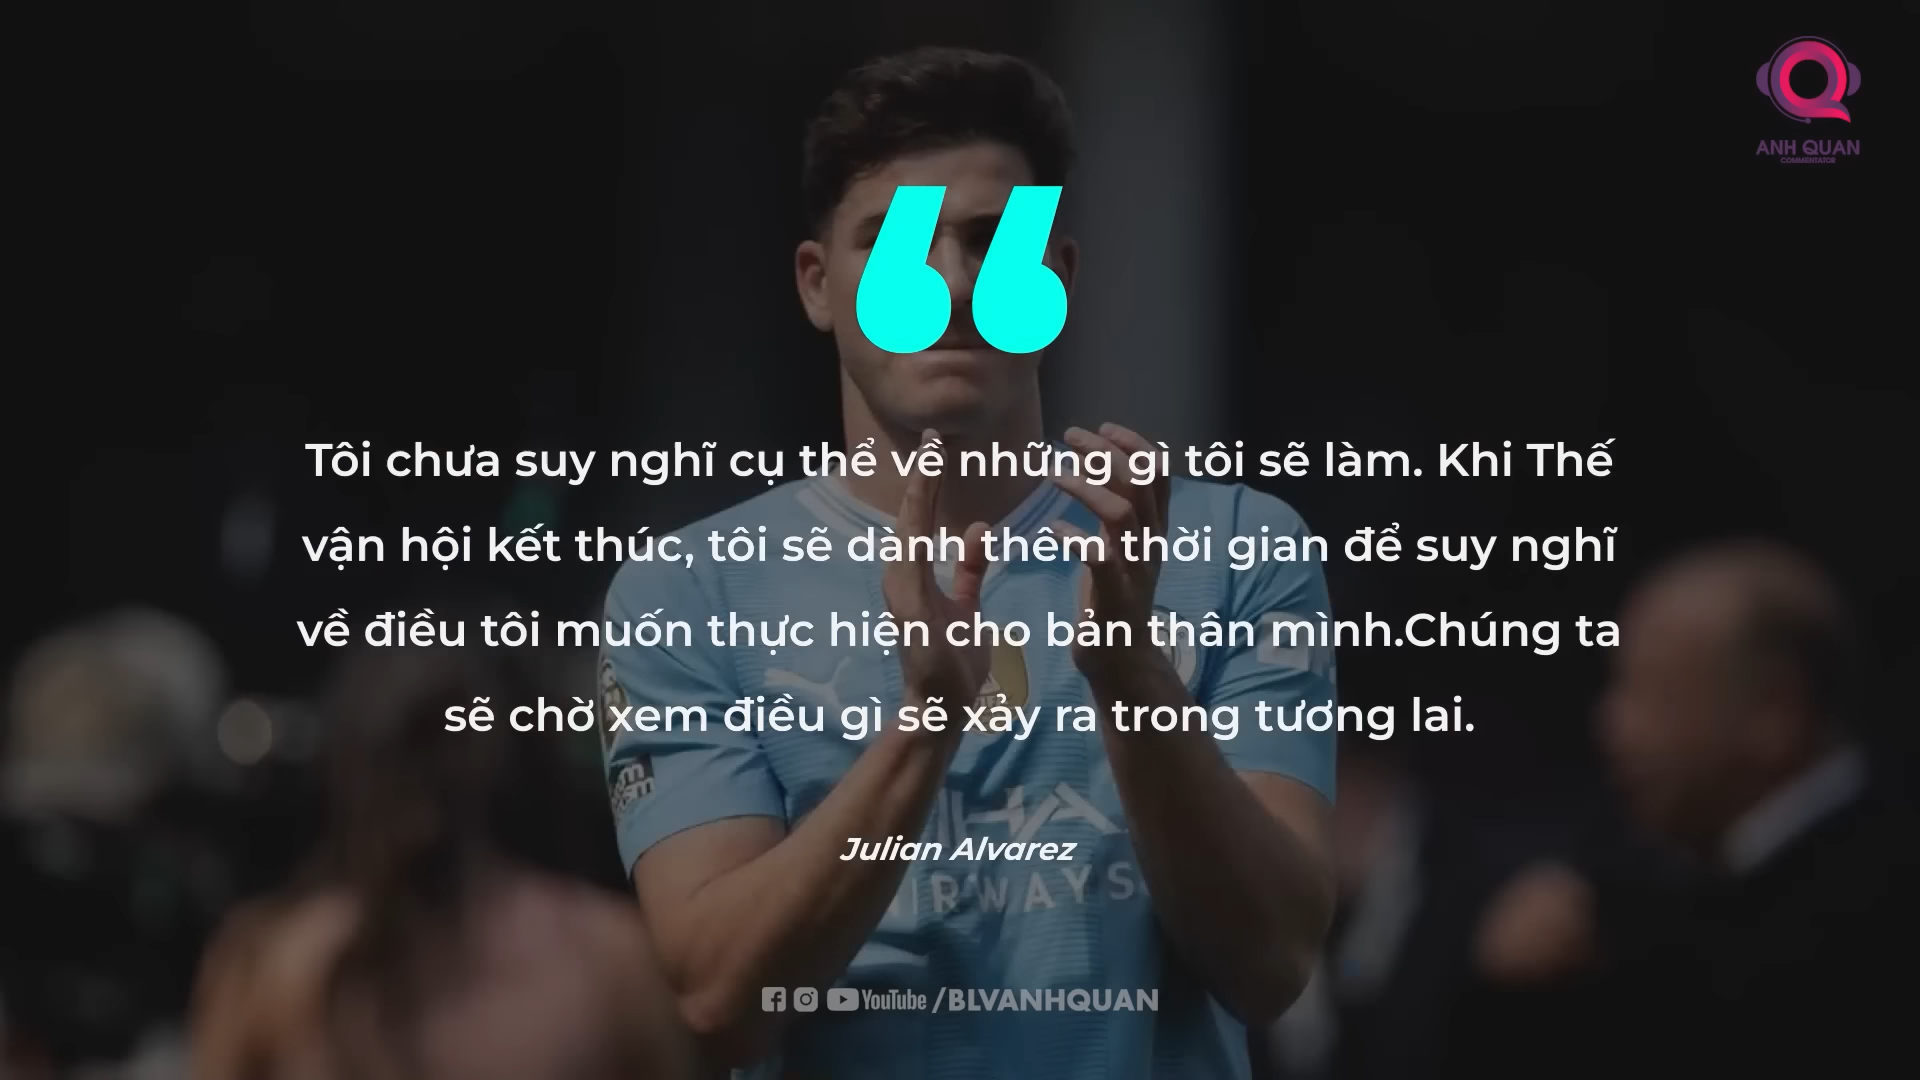 ANH QUAN
COMMENTATOR
Tôi chưa suy nghĩ cụ thể về những gì tôi sẽ làm. Khi Thế
vận hội kết thúc, tôi sẽ dành thêm thời gian để suy nghĩ
về điều tôi muốn thực hiện cho bản thân mình.Chúng ta
sẽ chờ xem điều gì sẽ xảy ra trong tương lai.
Julian Alvarez
IRWAYS
YouTube /BLVANHQUAN